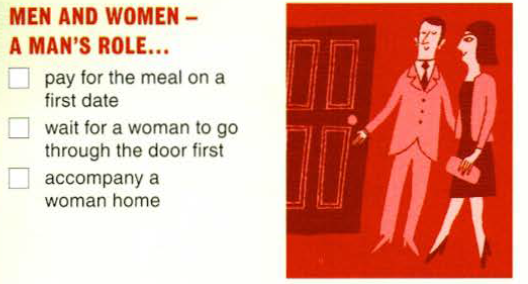 MEN AND WOMEN –
A MAN'S ROLE...
pay for the meal on a
first date
wait for a woman to go
through the door first
accompany a
woman home